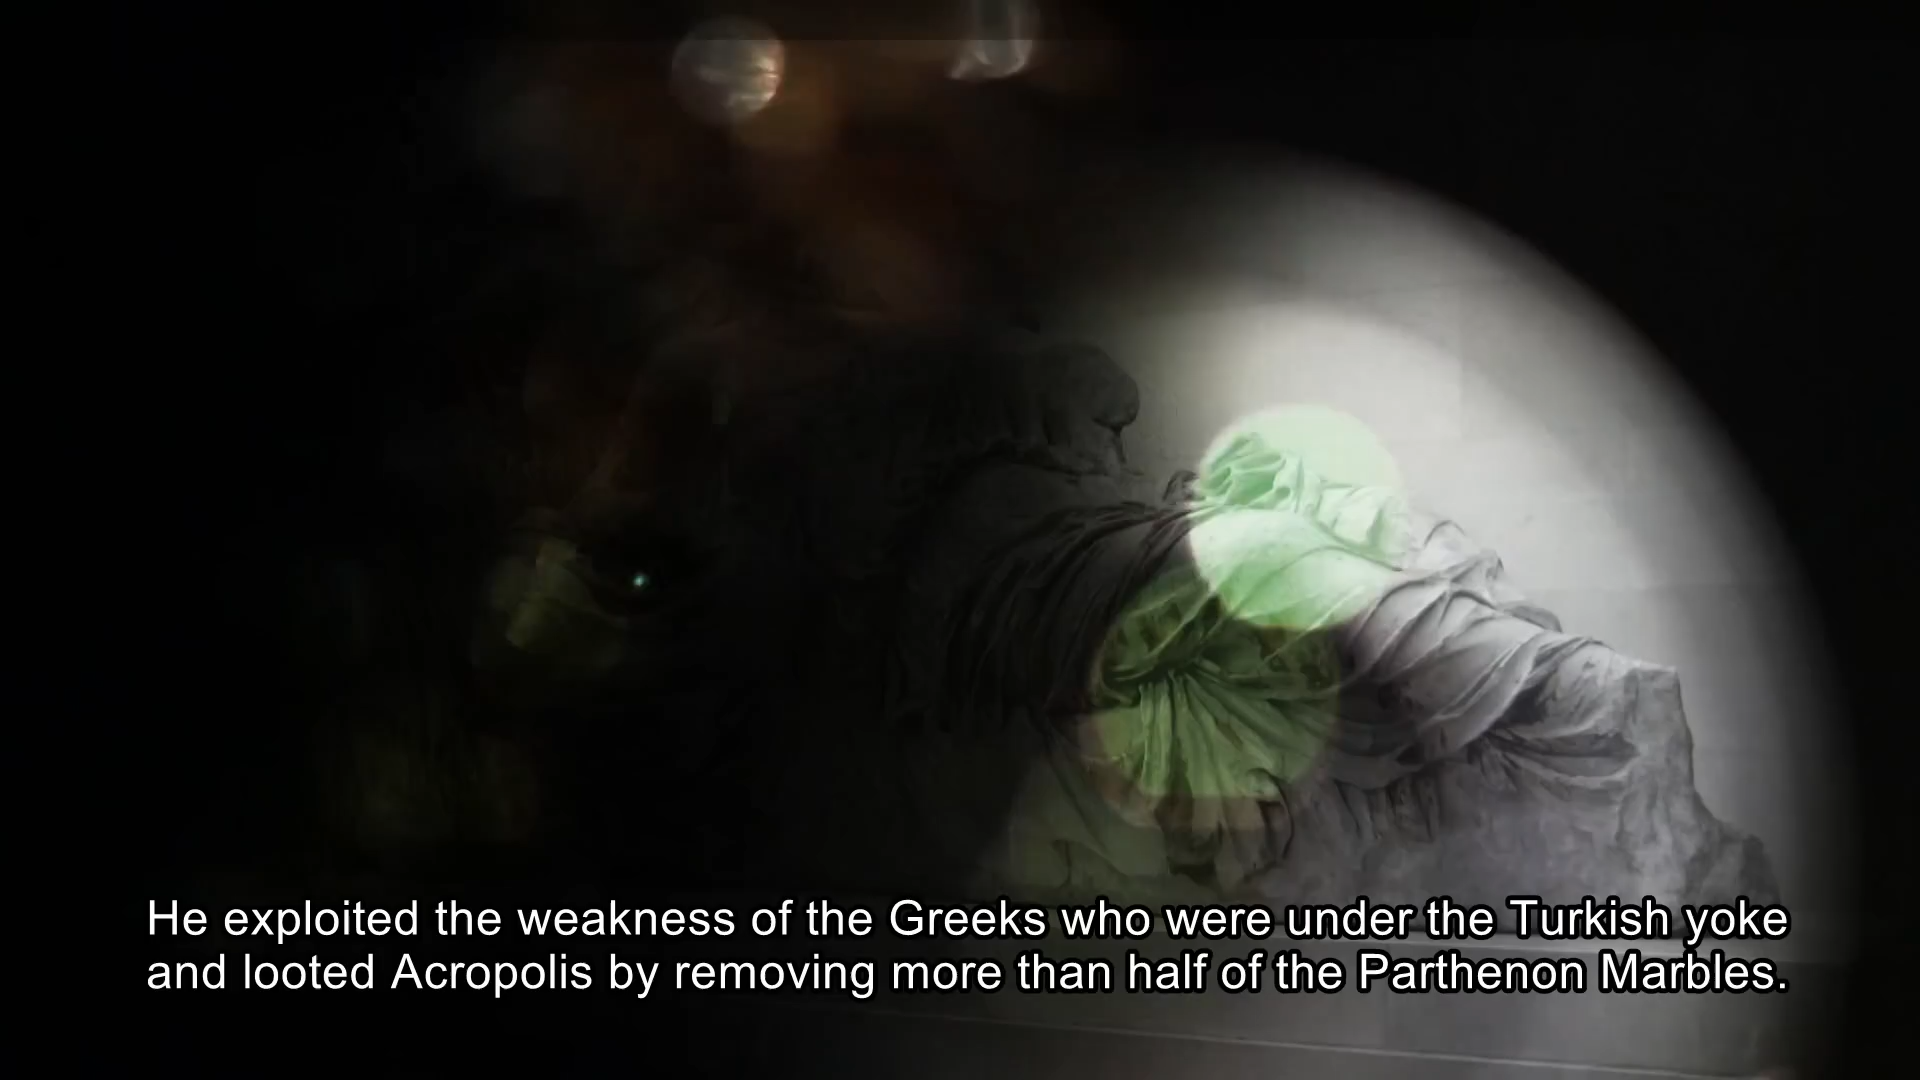 He exploited the weakness of the Greeks who were under the Turkish yoke
and looted Acropolis by removing more than half of the Parthenon Marbles.